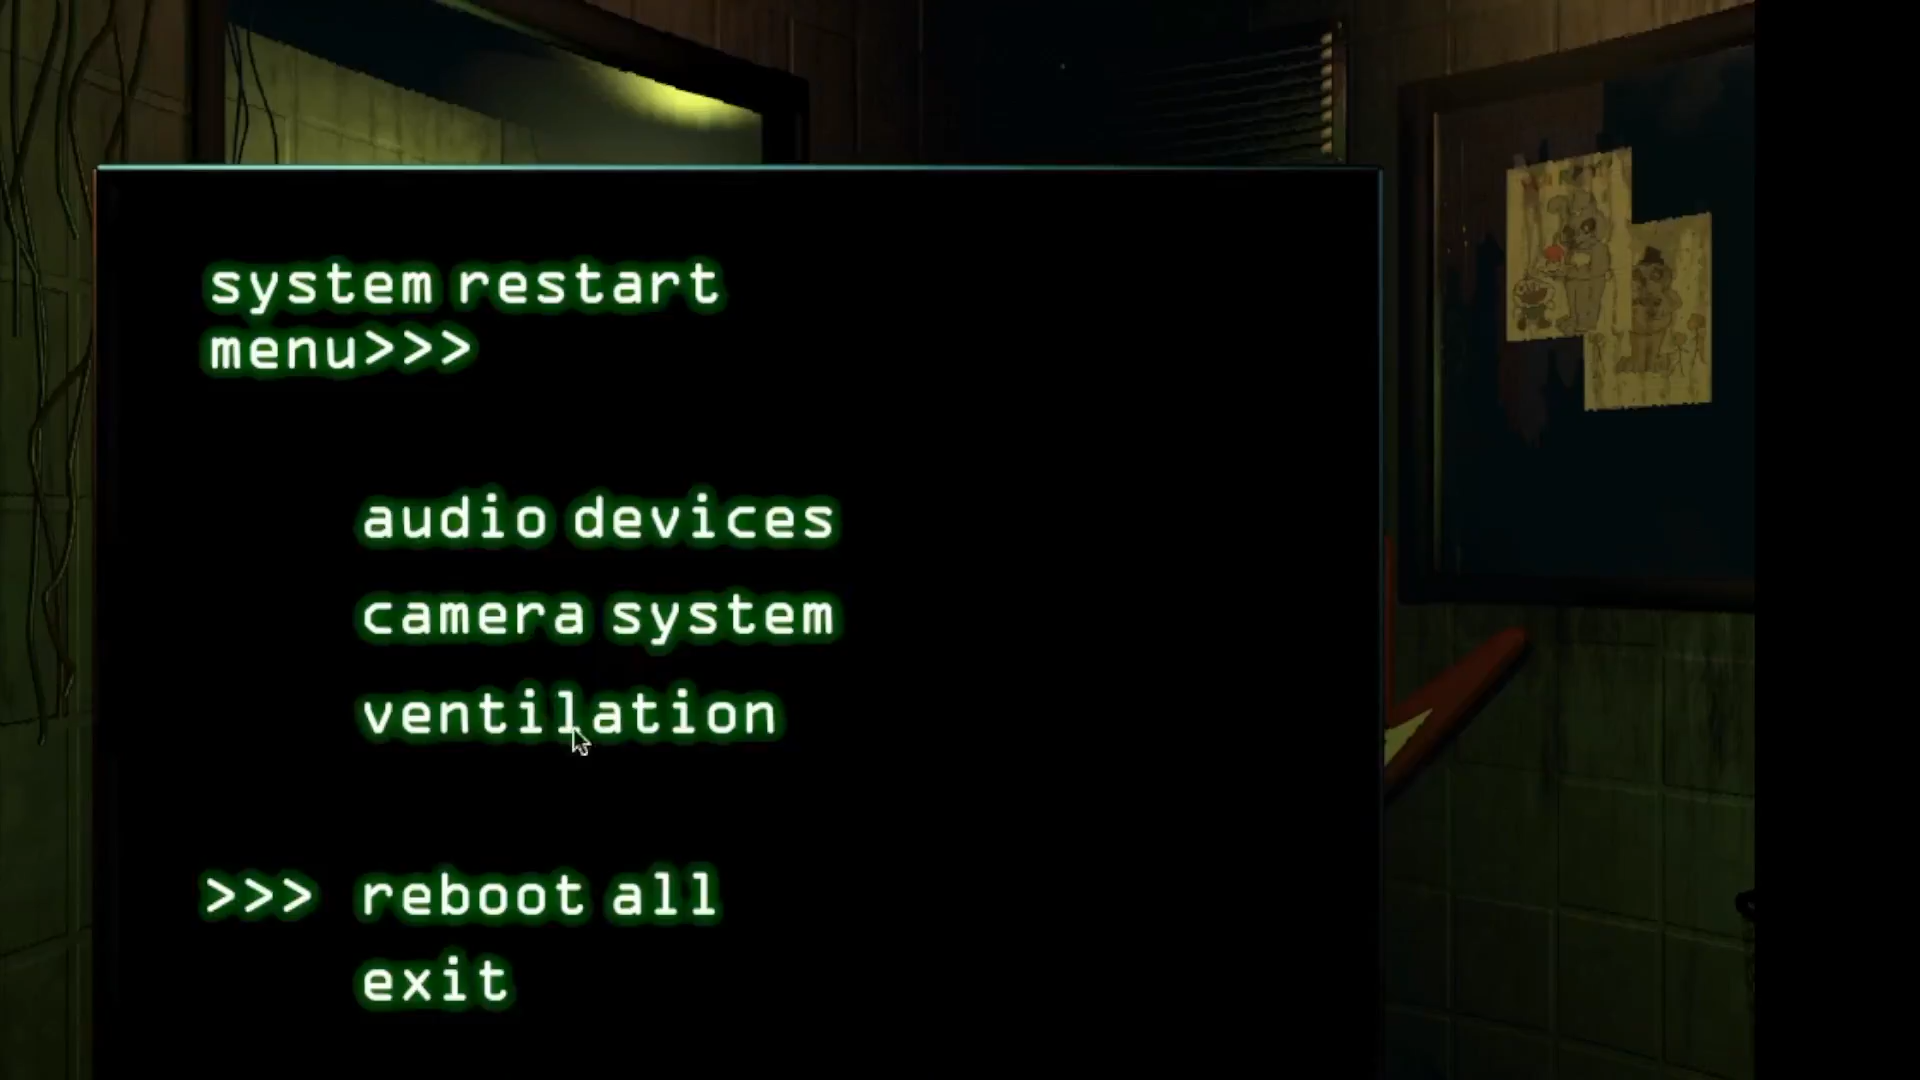 system restart
menu>>>
audio devices
camera system
ventilation
>>> reboot all
exit